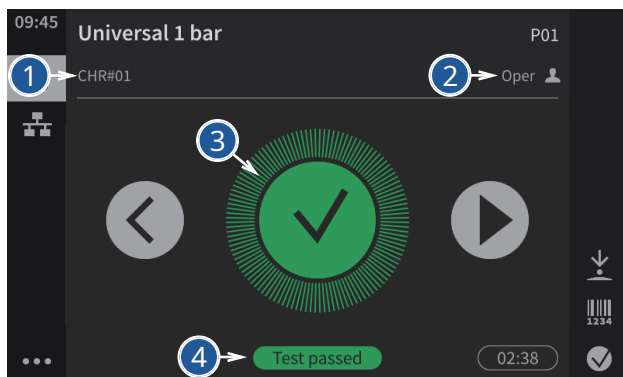 09:45
Universal 1 bar
P01
1
CHR#01
2
Oper
3
1234
4
Test passed
02:38